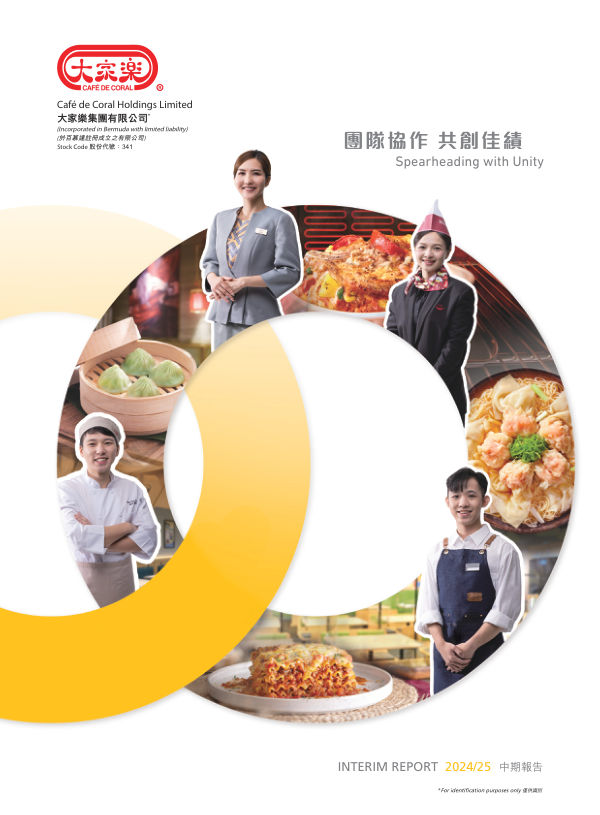 大家樂
CAFÉ DE CORAL
®
Café de Coral Holdings Limited
大家樂集團有限公司*
(Incorporated in Bermuda with limited liability)
(於百慕達註冊成立之有限公司)
Stock Code 股份代號：341
團隊協作 共創佳績
Spearheading with Unity
INTERIM REPORT 2024/25 中期報告
* For identification purposes only 僅供識別